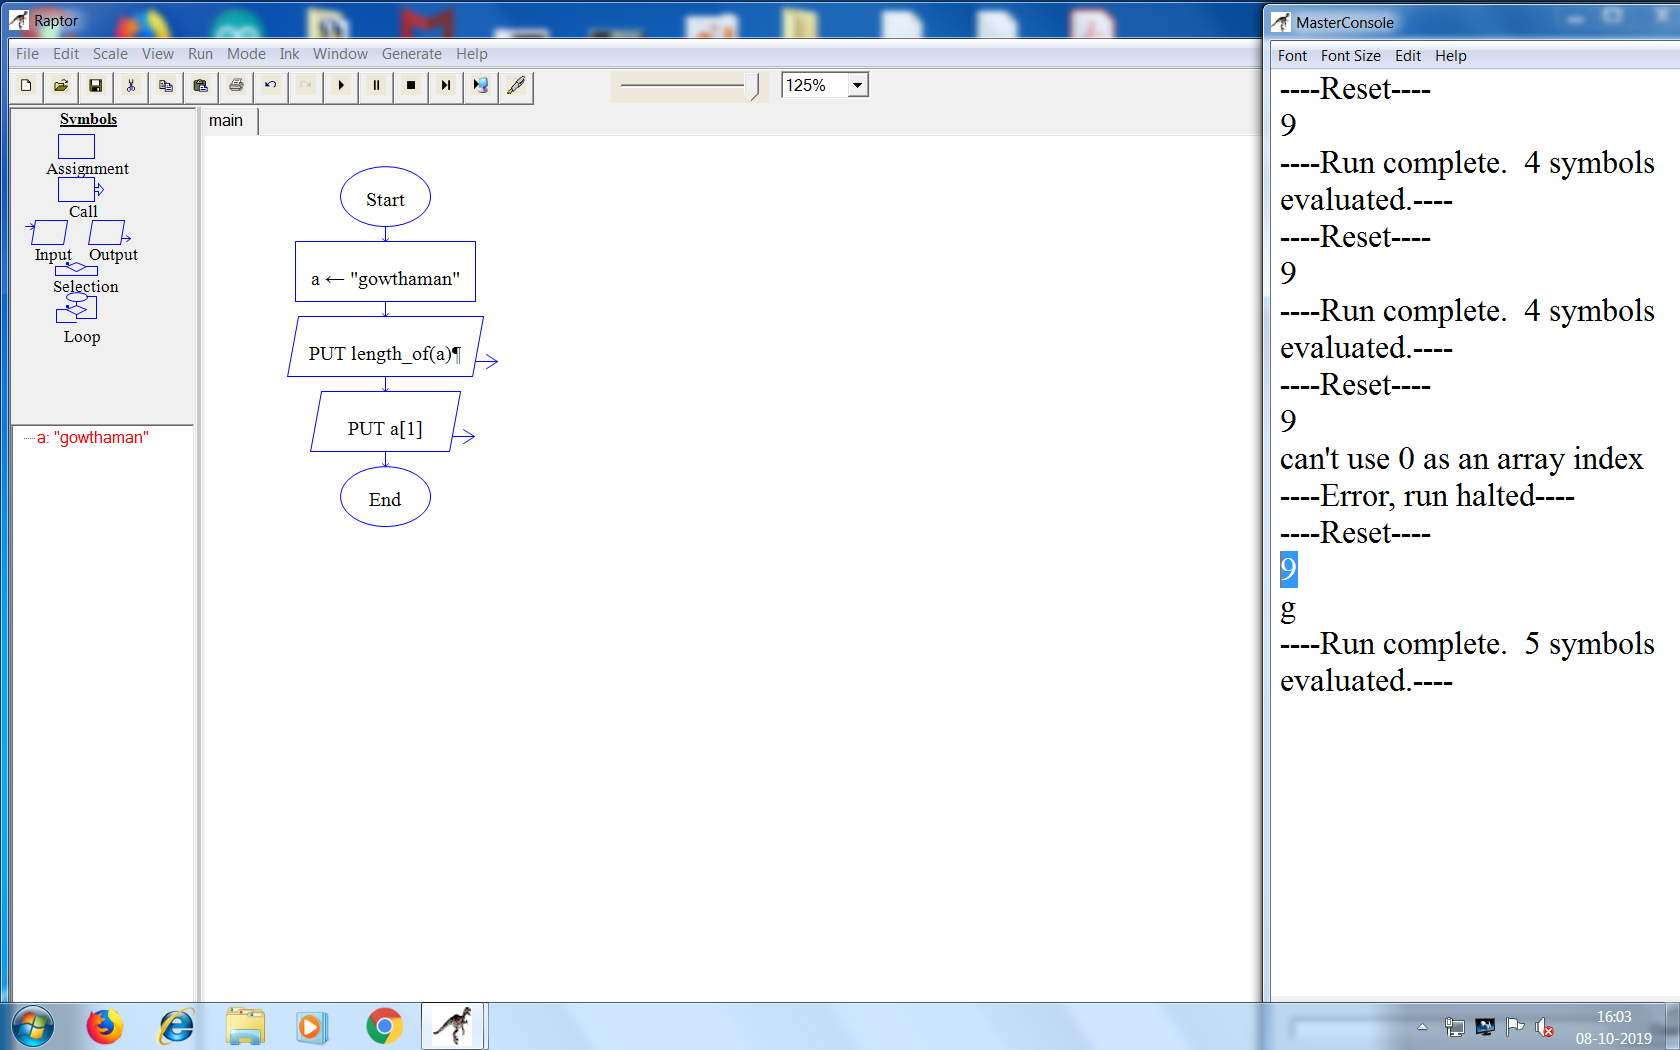 Raptor
File Edit Scale View Run Mode Ink Window Generate Help
125%
Symbols
Assignment
Call
Input Output
Selection
Loop
a: "gowthaman"
main
Start
a ← "gowthaman"
PUT length_of(a)¶
PUT a[1]
End
MasterConsole
Font Font Size Edit Help
----Reset----
9
----Run complete.  4 symbols
evaluated.----
----Reset----
9
----Run complete.  4 symbols
evaluated.----
----Reset----
9
can't use 0 as an array index
----Error, run halted----
----Reset----
9
g
----Run complete.  5 symbols
evaluated.----
16:03
08-10-2019